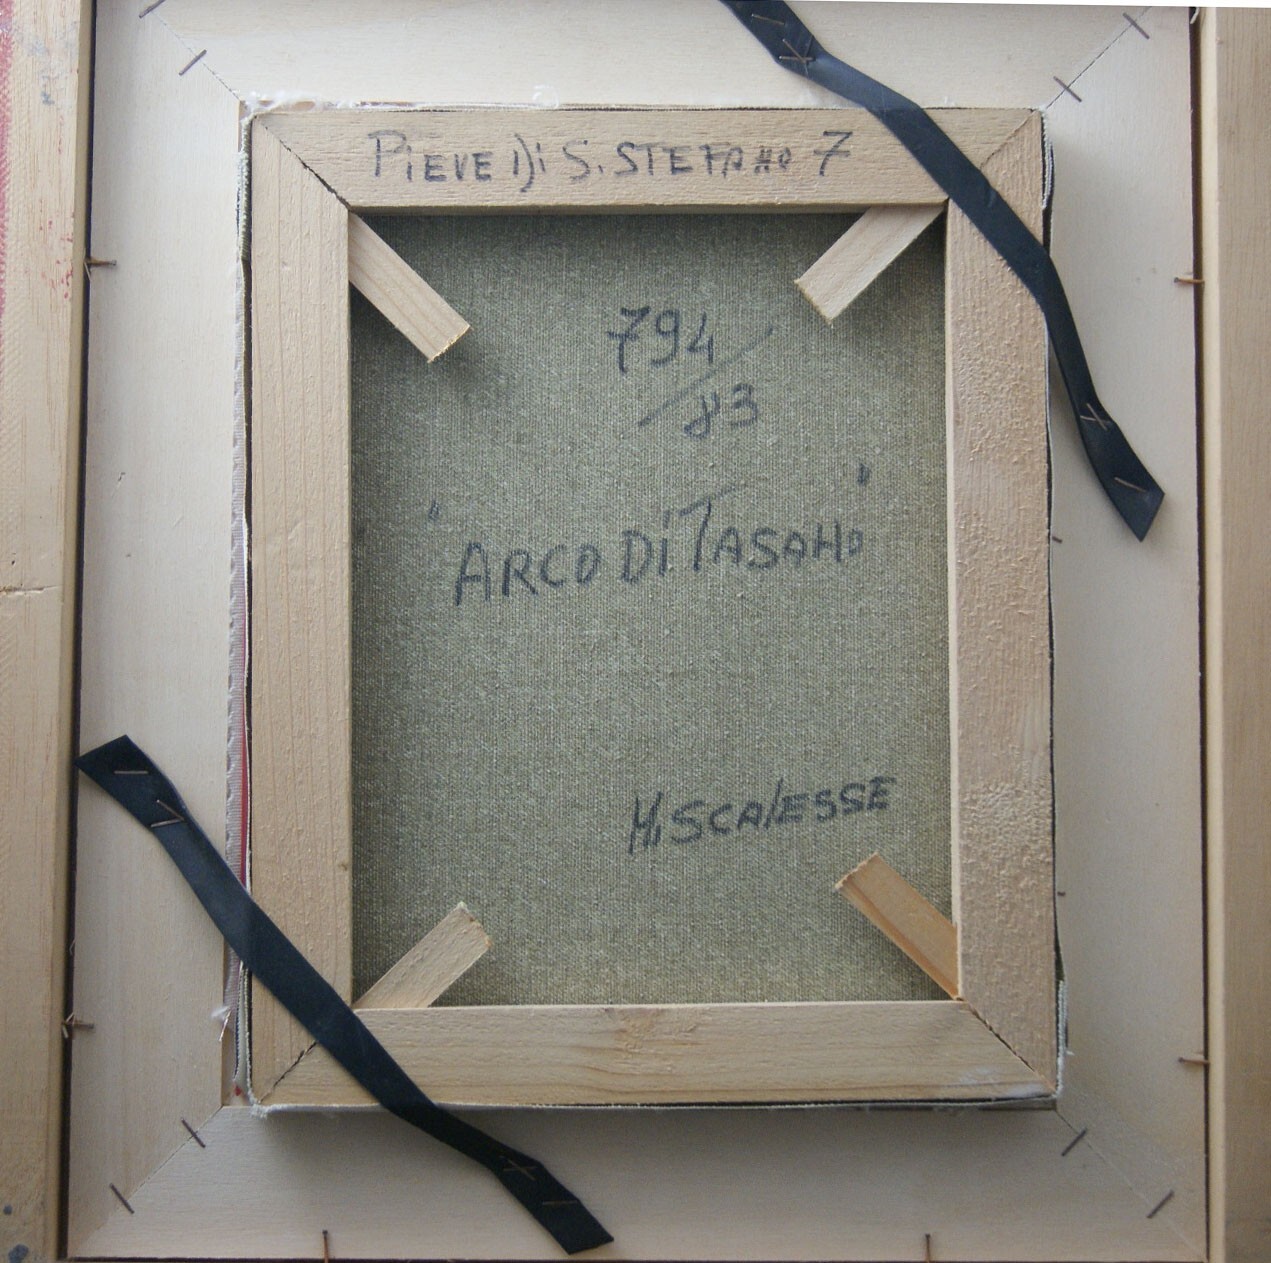 PiEVE Di S. STEFANO 7
794/83
"ARCO Di TASAHO"
M. SCALESSE